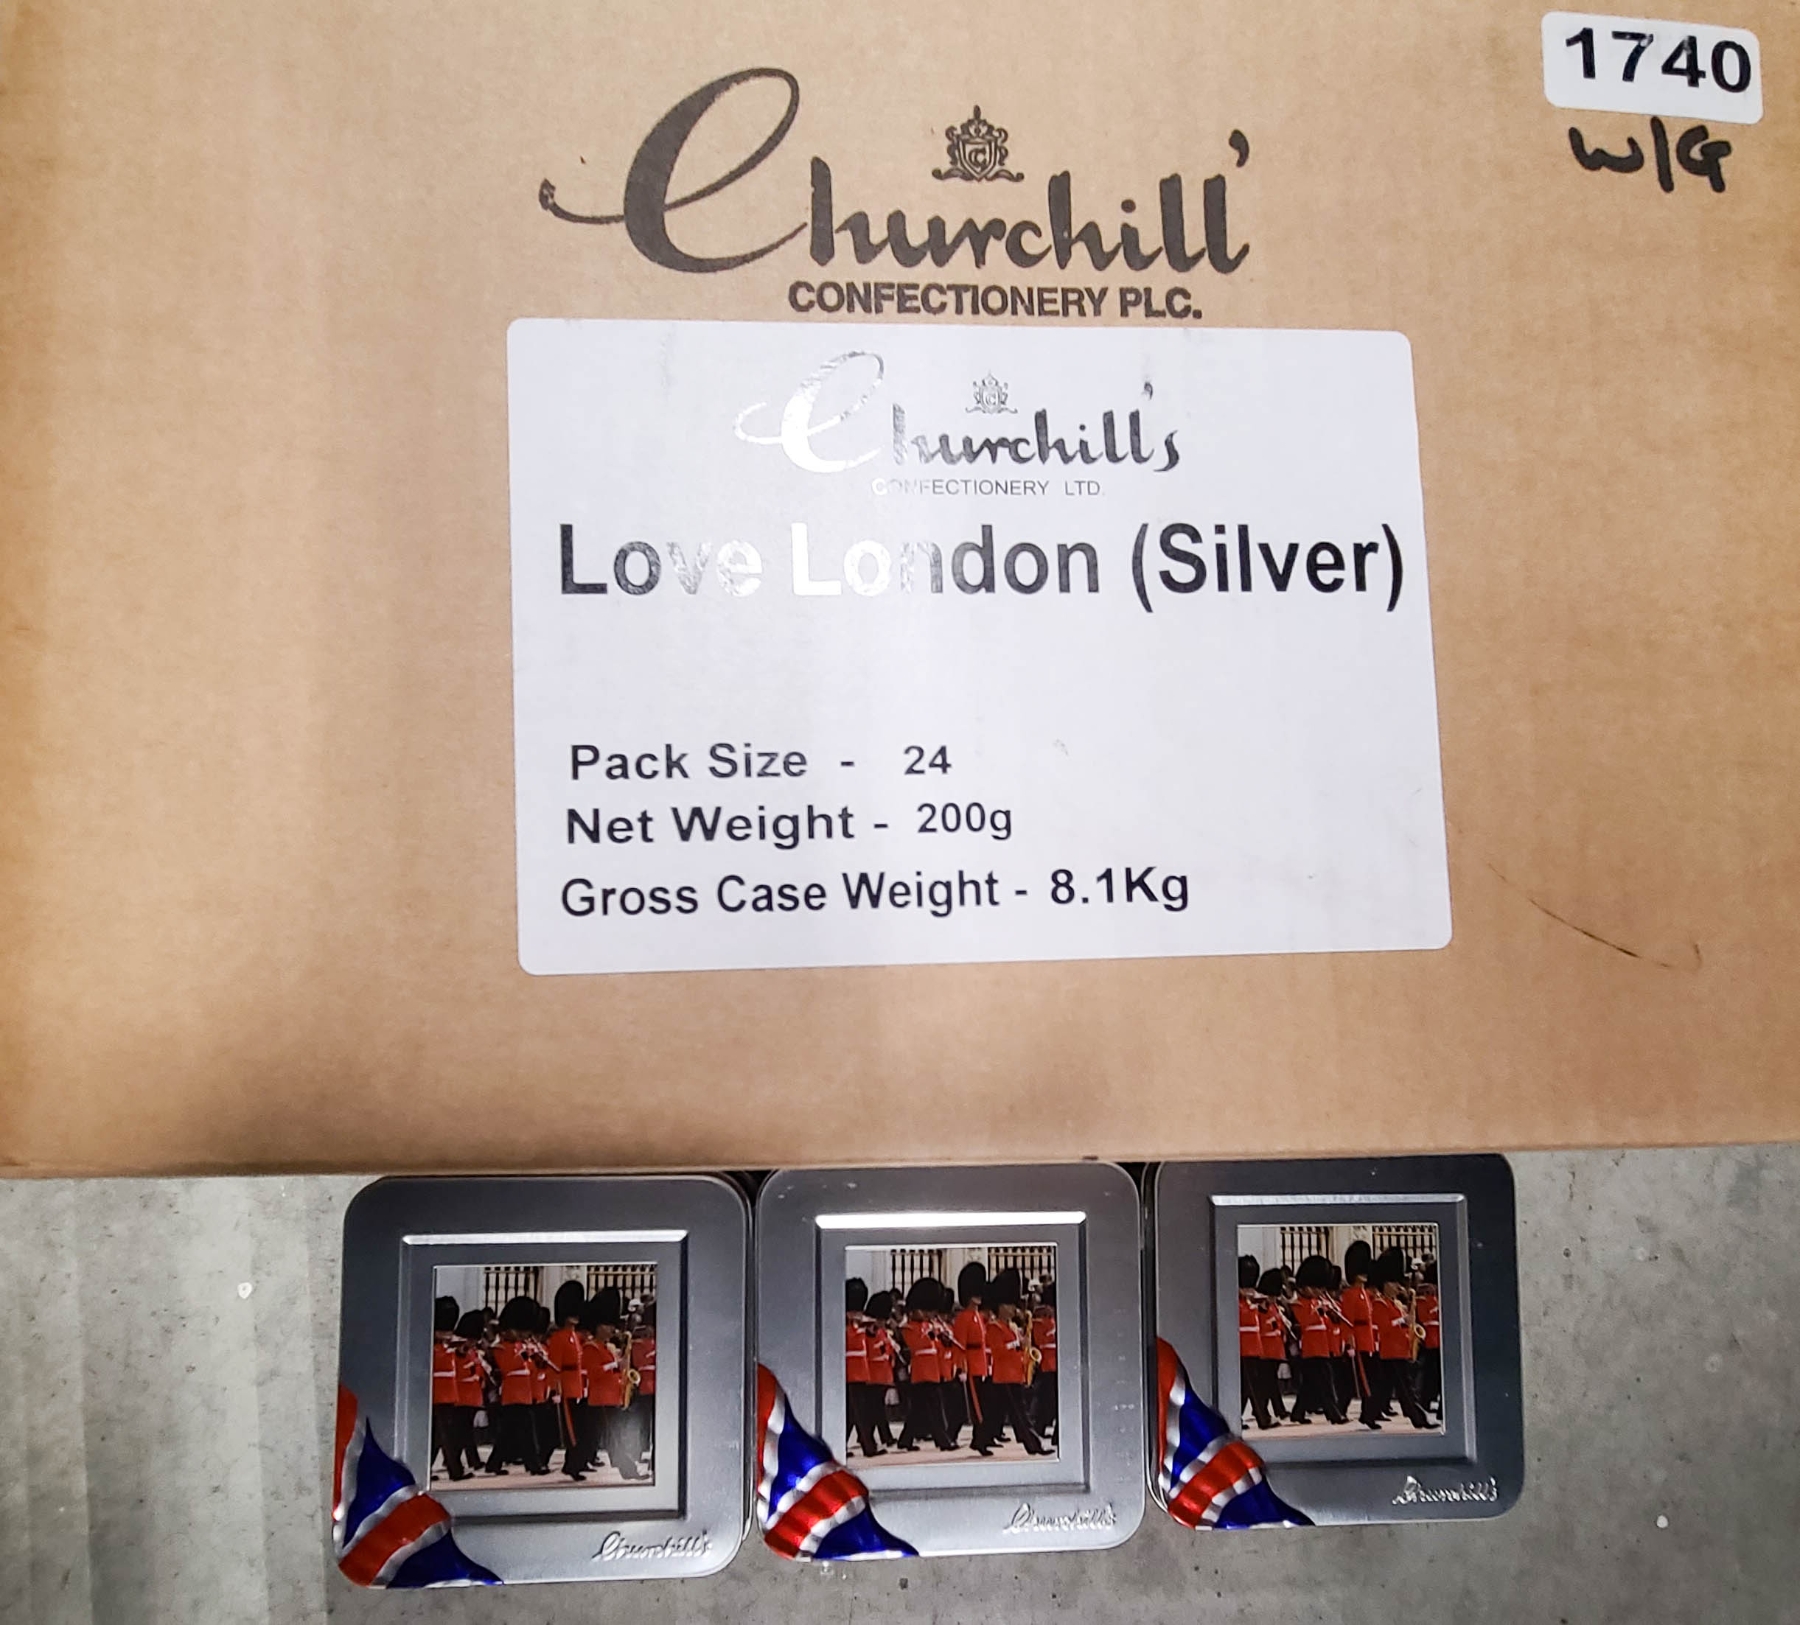 1740
W/G
Churchill'
CONFECTIONERY PLC.
Churchill's
CONFECTIONERY LTD.
Love London (Silver)
Pack Size - 24
Net Weight - 200g
Gross Case Weight - 8.1Kg
Churchill's
Churchill's
Churchill's